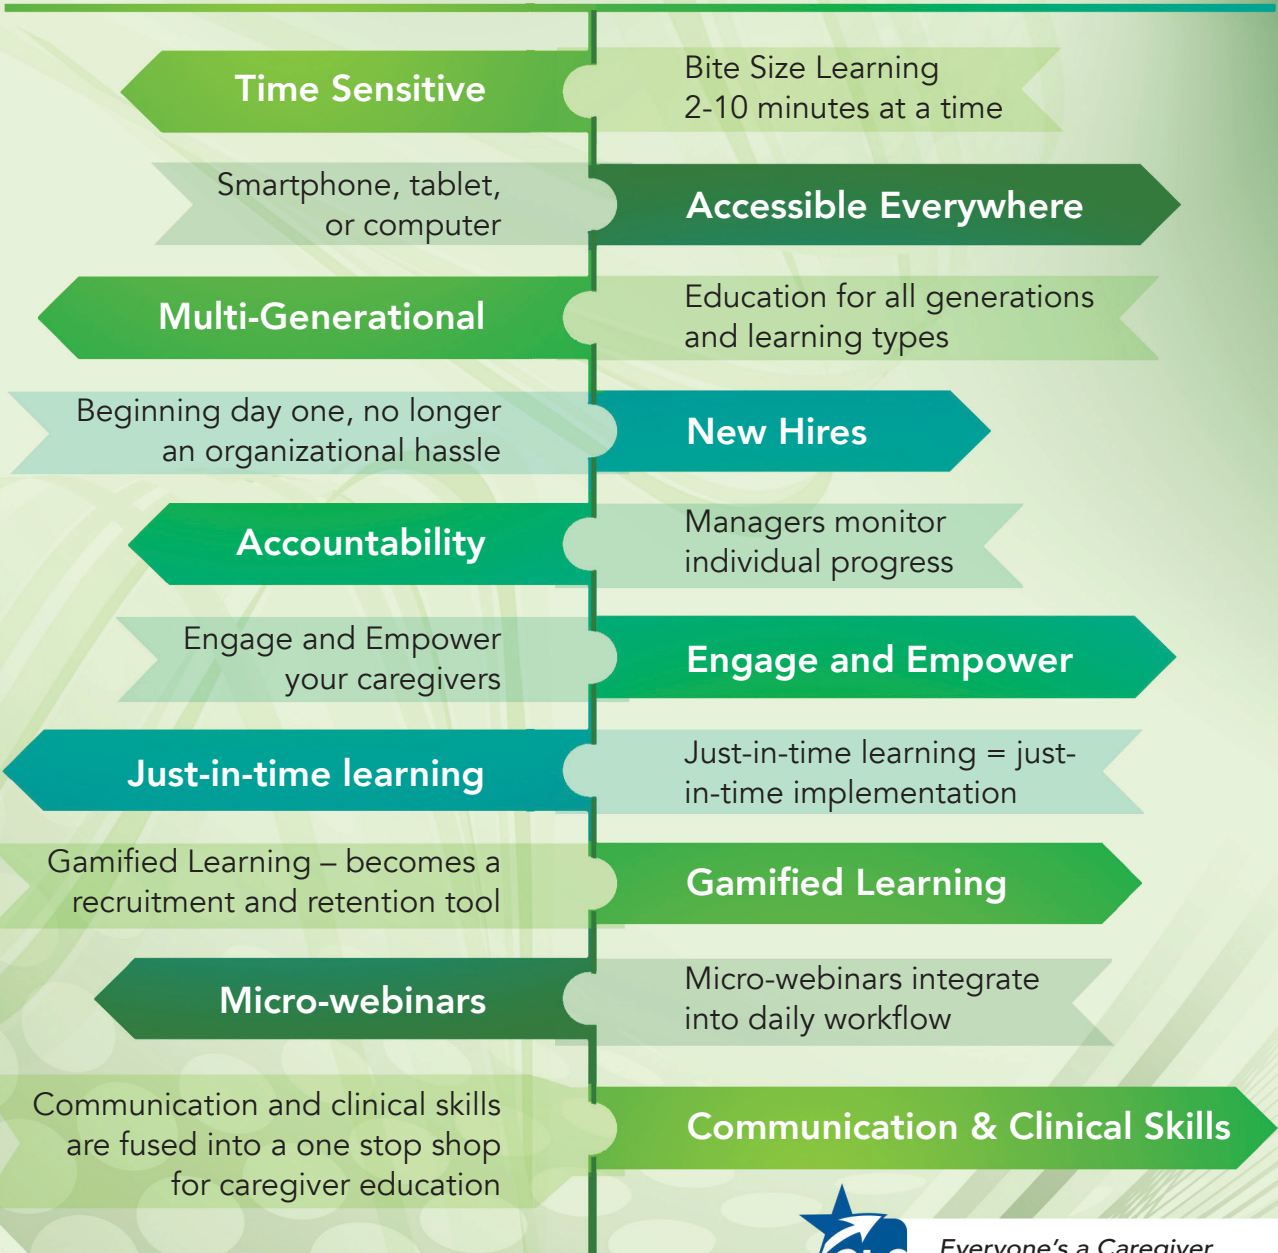 Time Sensitive
Bite Size Learning
2-10 minutes at a time
Smartphone, tablet,
or computer
Accessible Everywhere
Multi-Generational
Education for all generations
and learning types
Beginning day one, no longer
an organizational hassle
New Hires
Accountability
Managers monitor
individual progress
Engage and Empower
your caregivers
Engage and Empower
Just-in-time learning
Just-in-time learning = just-
in-time implementation
Gamified Learning – becomes a
recruitment and retention tool
Gamified Learning
Micro-webinars
Micro-webinars integrate
into daily workflow
Communication and clinical skills
are fused into a one stop shop
for caregiver education
Communication & Clinical Skills
Everyone's a Caregiver